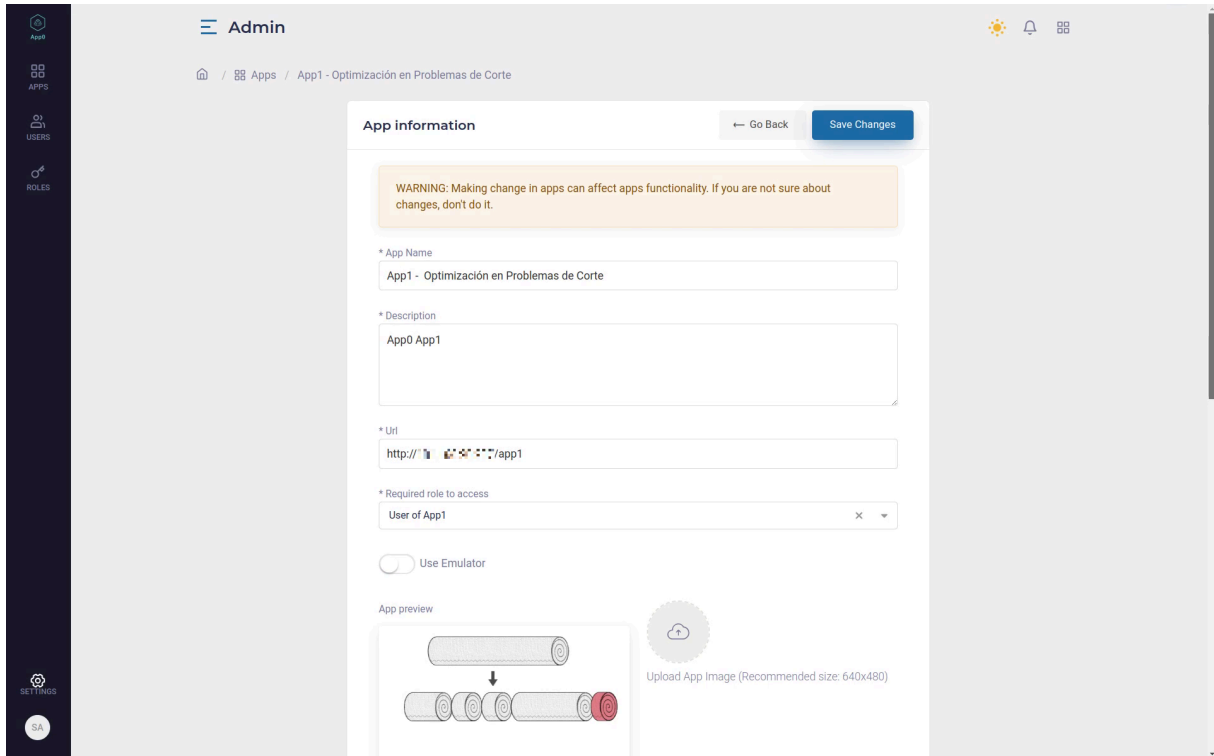 App0
Admin
APPS
/ Apps / App1 - Optimización en Problemas de Corte
USERS
App information
← Go Back
Save Changes
ROLES
WARNING: Making change in apps can affect apps functionality. If you are not sure about
changes, don't do it.
* App Name
App1 - Optimización en Problemas de Corte
* Description
App0 App1
* Url
http:// /app1
* Required role to access
User of App1
Use Emulator
App preview
Upload App Image (Recommended size: 640x480)
SETTINGS
SA